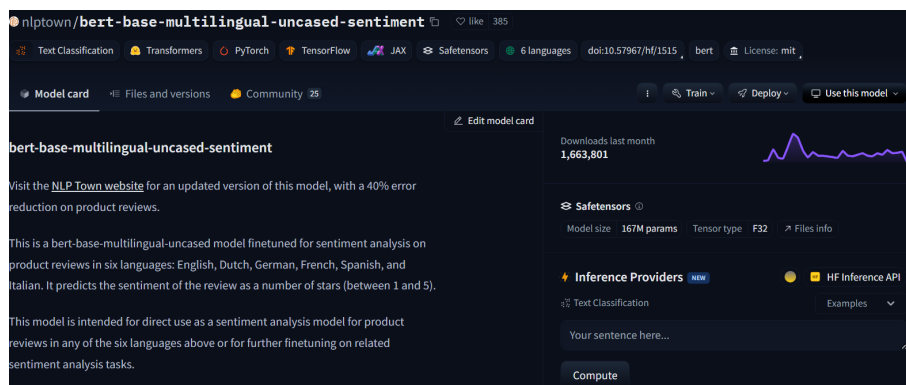 nlptown/bert-base-multilingual-uncased-sentiment like 385
Text Classification Transformers PyTorch TensorFlow JAX Safetensors 6 languages doi:10.57967/hf/1515 bert License: mit
Model card Files and versions Community 25 Train Deploy Use this model
Edit model card
bert-base-multilingual-uncased-sentiment
Visit the NLP Town website for an updated version of this model, with a 40% error
reduction on product reviews.
This is a bert-base-multilingual-uncased model finetuned for sentiment analysis on
product reviews in six languages: English, Dutch, German, French, Spanish, and
Italian. It predicts the sentiment of the review as a number of stars (between 1 and 5).
This model is intended for direct use as a sentiment analysis model for product
reviews in any of the six languages above or for further finetuning on related
sentiment analysis tasks.
Downloads last month
1,663,801
Safetensors
Model size 167M params Tensor type F32 Files info
Inference Providers NEW HF Inference API
Text Classification Examples
Your sentence here...
Compute